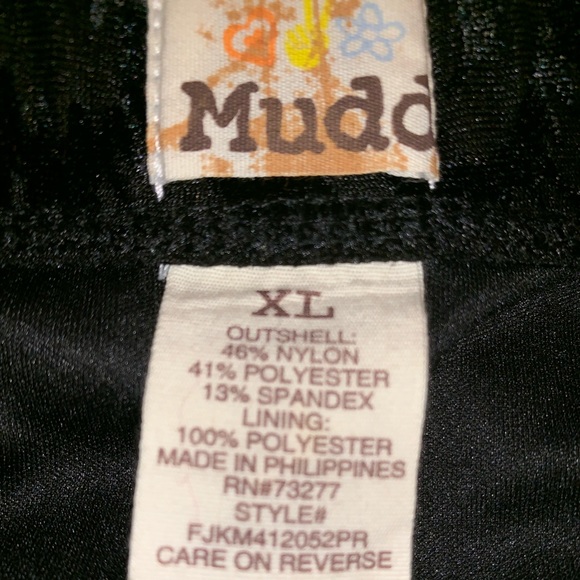 Mudd
XL
OUTSHELL:
46% NYLON
41% POLYESTER
13% SPANDEX
LINING:
100% POLYESTER
MADE IN PHILIPPINES
RN#73277
STYLE#
FJKM412052PR
CARE ON REVERSE